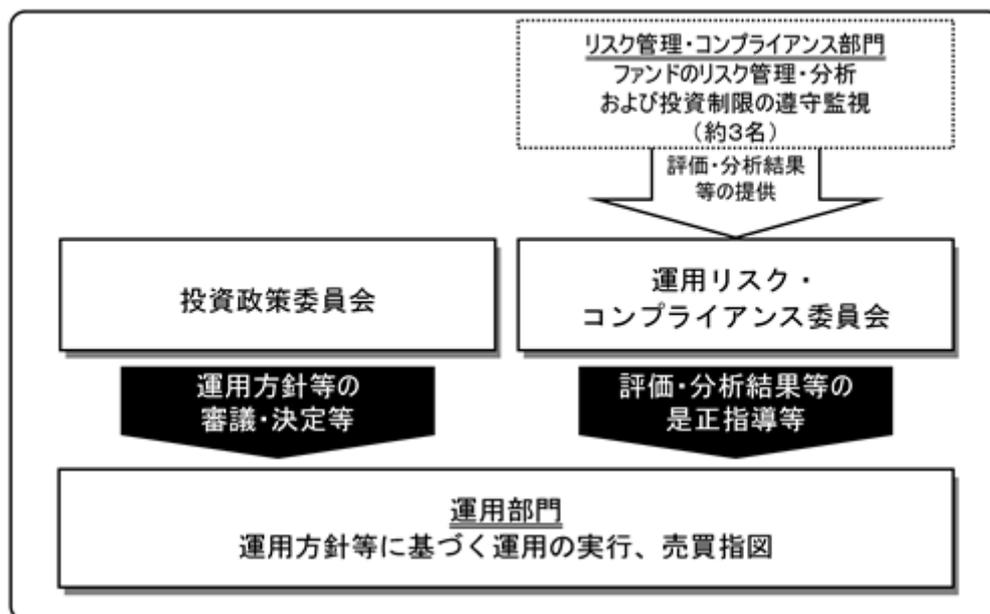 リスク管理・コンプライアンス部門
ファンドのリスク管理・分析
および投資制限の遵守監視
（約3名）
評価・分析結果
等の提供
投資政策委員会
運用リスク・
コンプライアンス委員会
運用方針等の
審議・決定等
評価・分析結果等の
是正指導等
運用部門
運用方針等に基づく運用の実行、売買指図